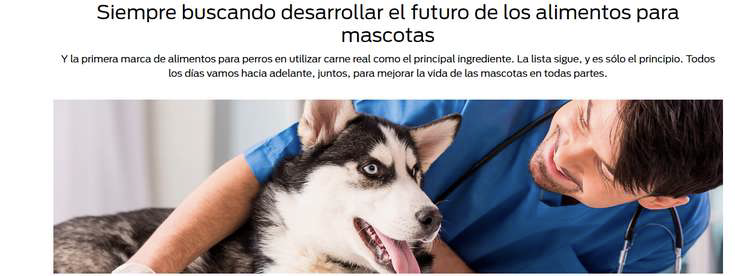 Siempre buscando desarrollar el futuro de los alimentos para
mascotas
Y la primera marca de alimentos para perros en utilizar carne real como el principal ingrediente. La lista sigue, y es sólo el principio. Todos
los días vamos hacia adelante, juntos, para mejorar la vida de las mascotas en todas partes.